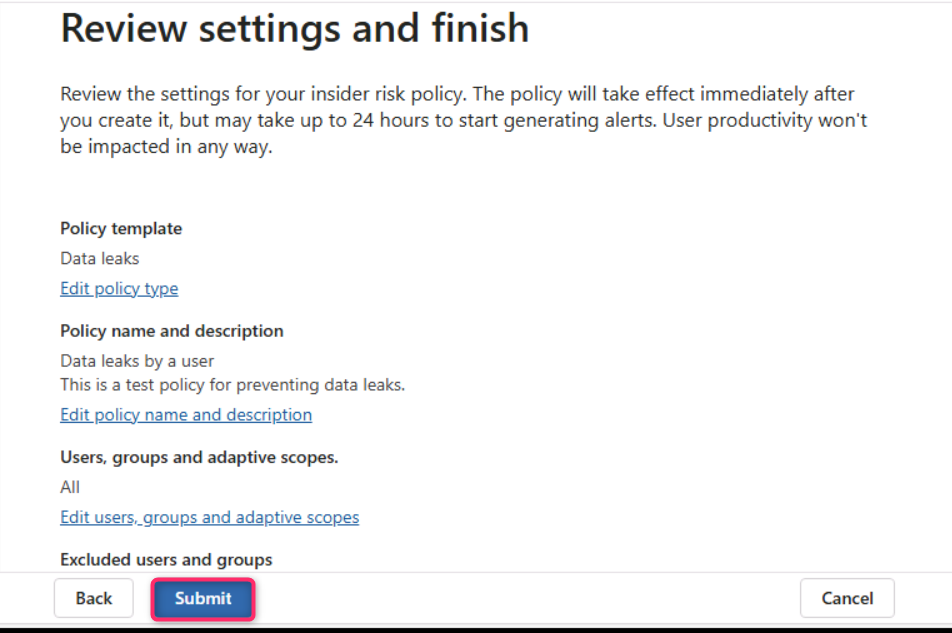 Review settings and finish
Review the settings for your insider risk policy. The policy will take effect immediately after
you create it, but may take up to 24 hours to start generating alerts. User productivity won't
be impacted in any way.
Policy template
Data leaks
Edit policy type
Policy name and description
Data leaks by a user
This is a test policy for preventing data leaks.
Edit policy name and description
Users, groups and adaptive scopes.
All
Edit users, groups and adaptive scopes
Excluded users and groups
Back
Submit
Cancel